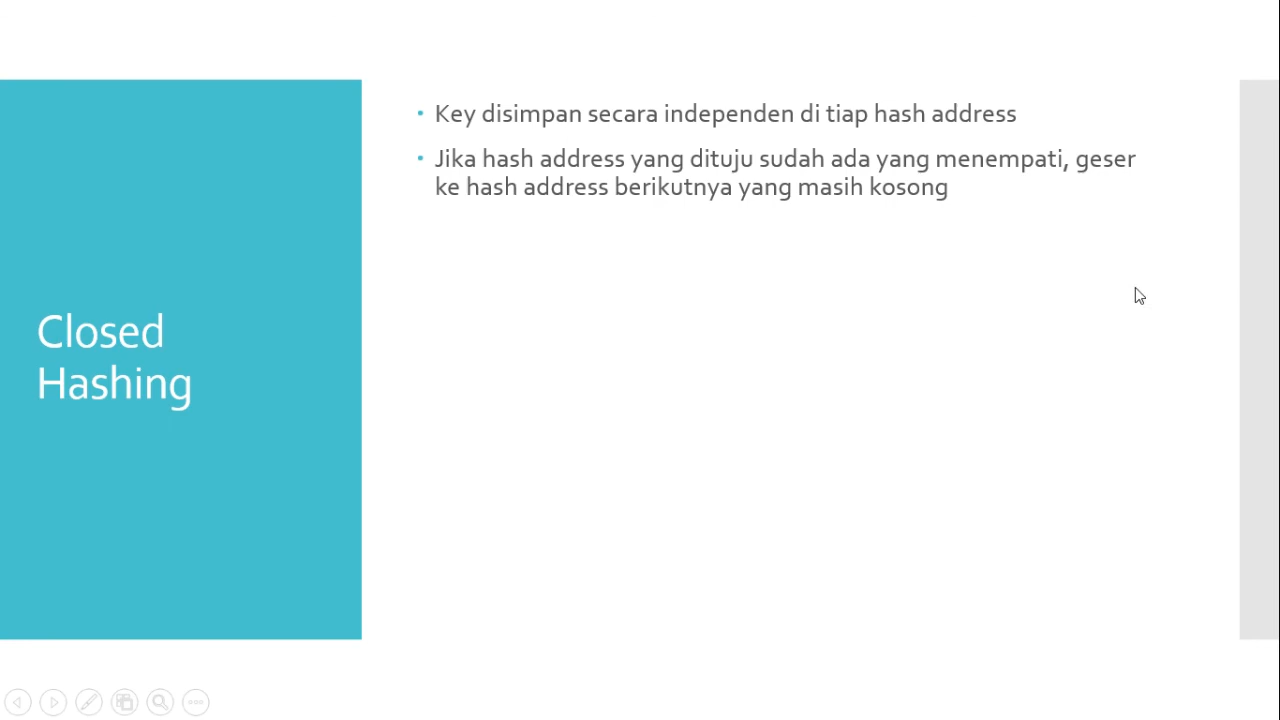 Closed
Hashing
• Key disimpan secara independen di tiap hash address
• Jika hash address yang dituju sudah ada yang menempati, geser
ke hash address berikutnya yang masih kosong